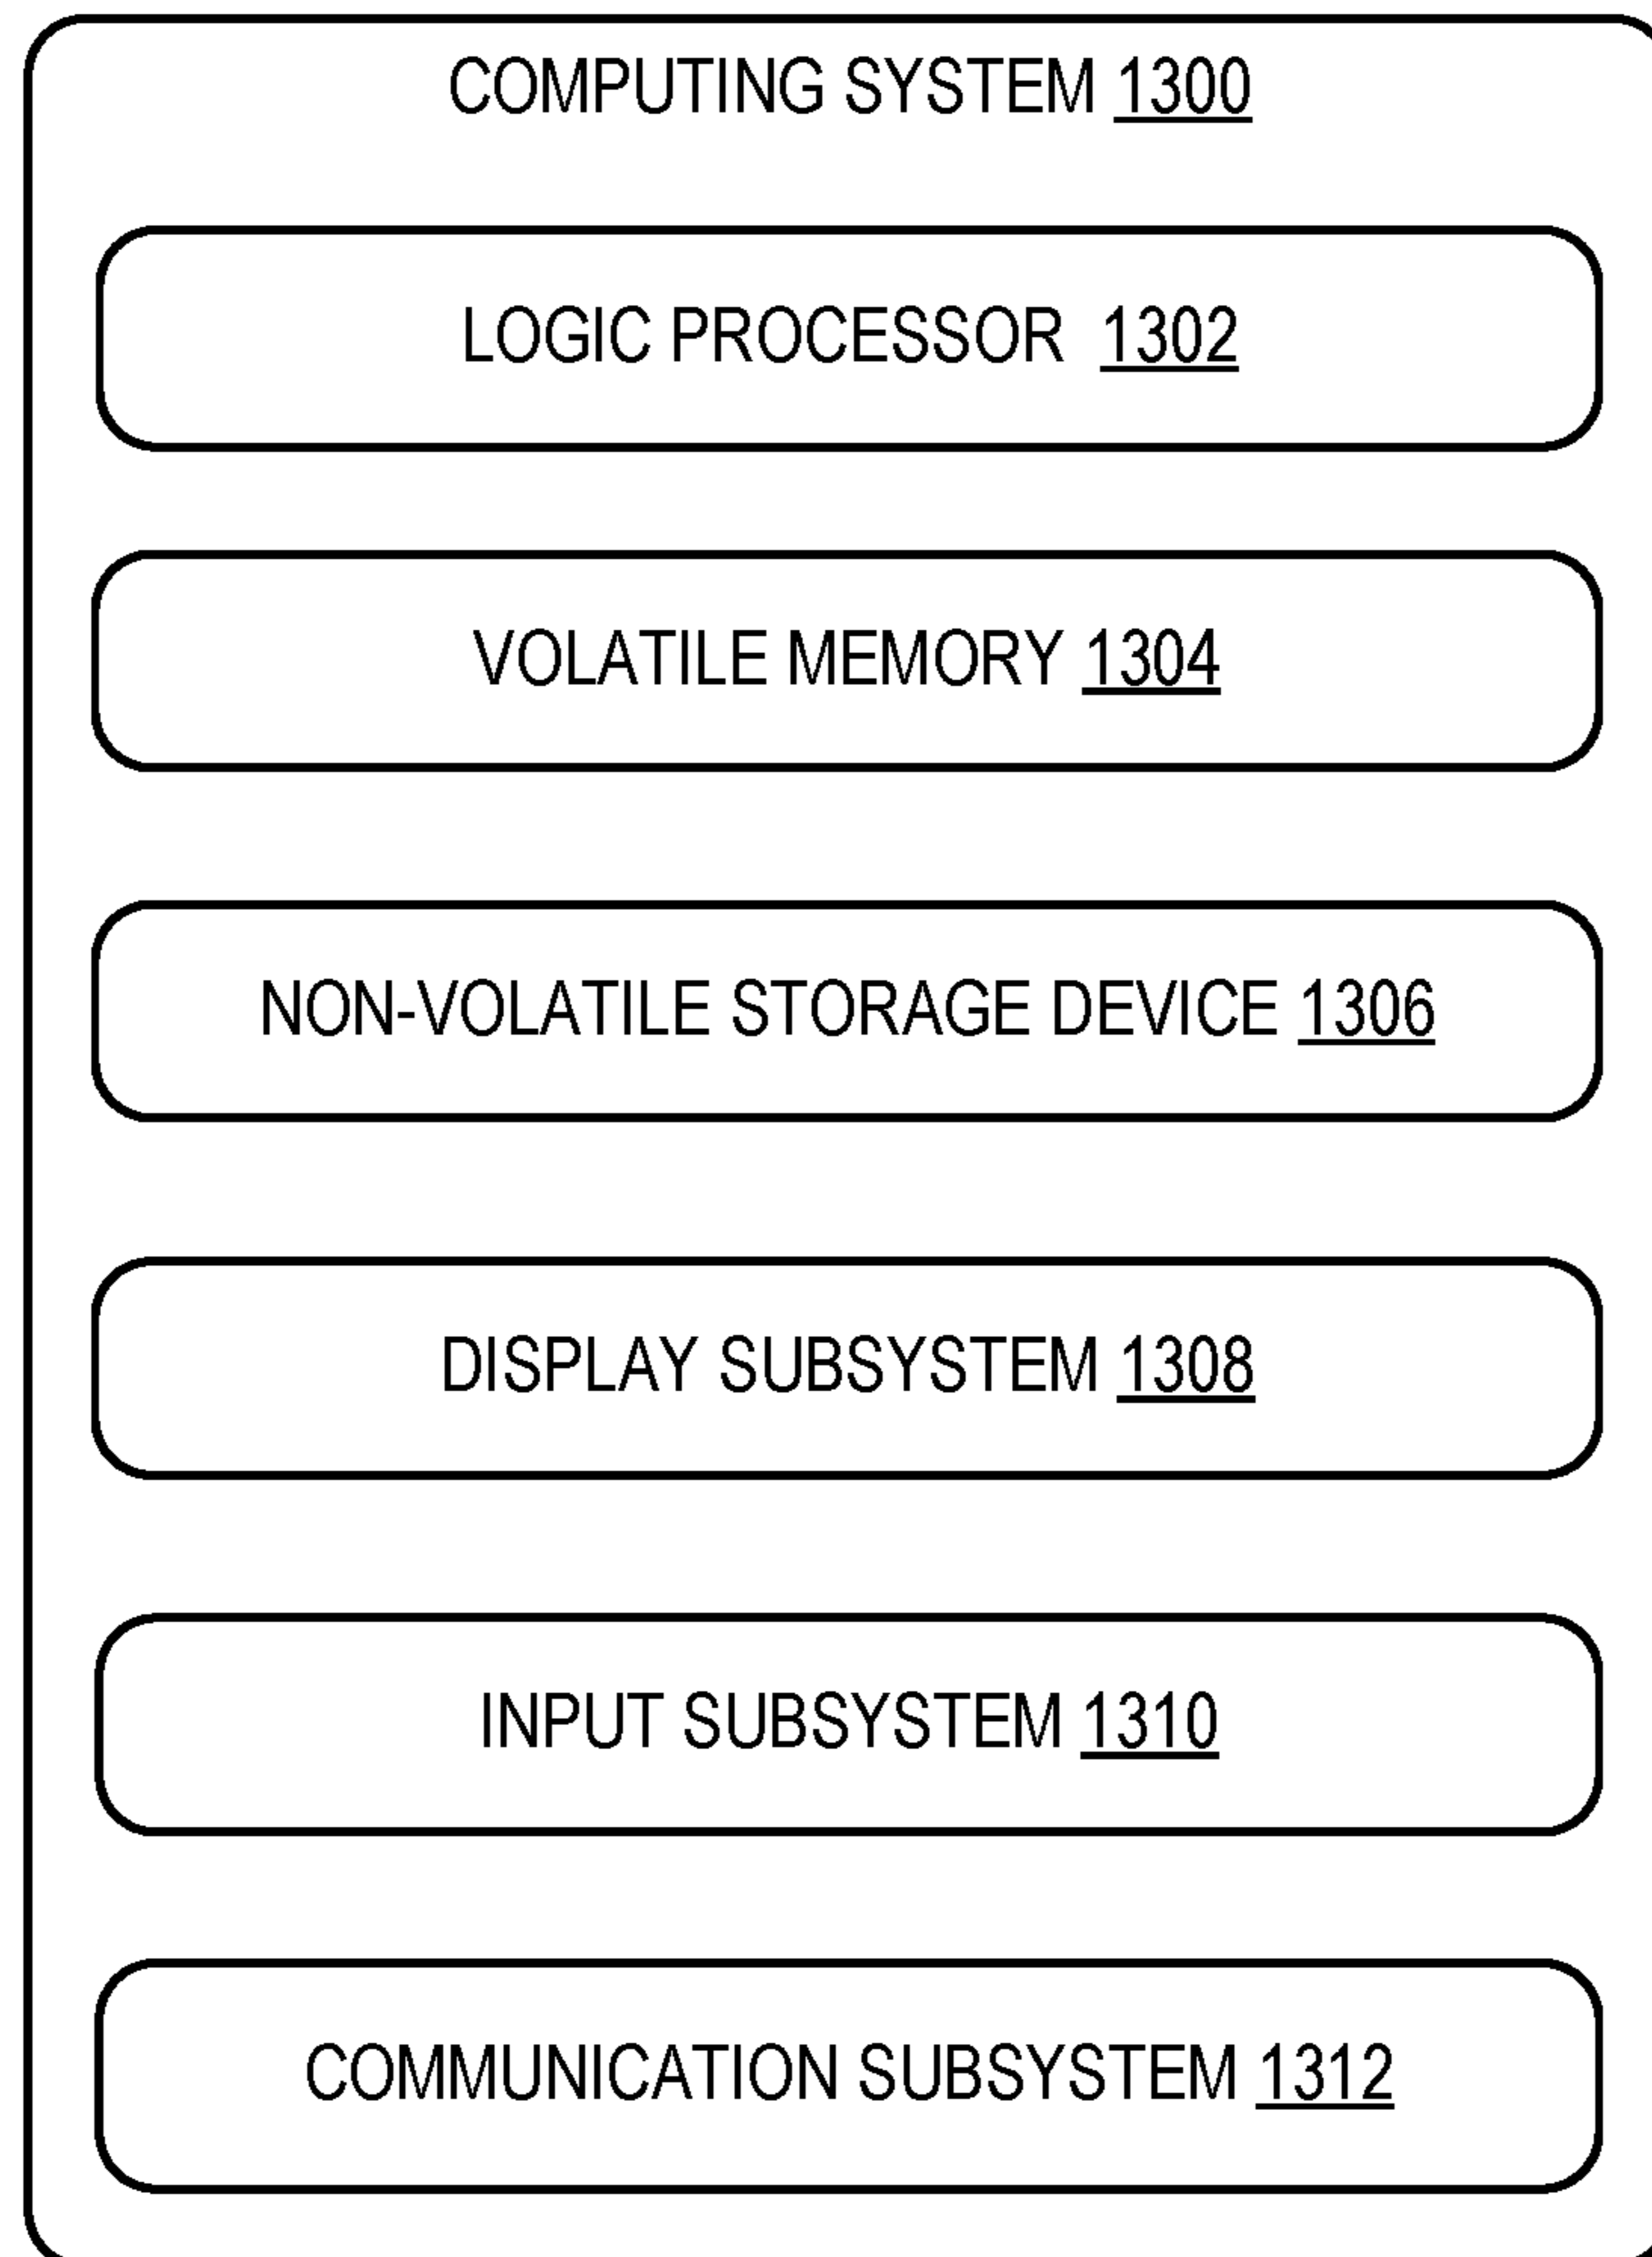 COMPUTING SYSTEM 1300
LOGIC PROCESSOR 1302
VOLATILE MEMORY 1304
NON-VOLATILE STORAGE DEVICE 1306
DISPLAY SUBSYSTEM 1308
INPUT SUBSYSTEM 1310
COMMUNICATION SUBSYSTEM 1312